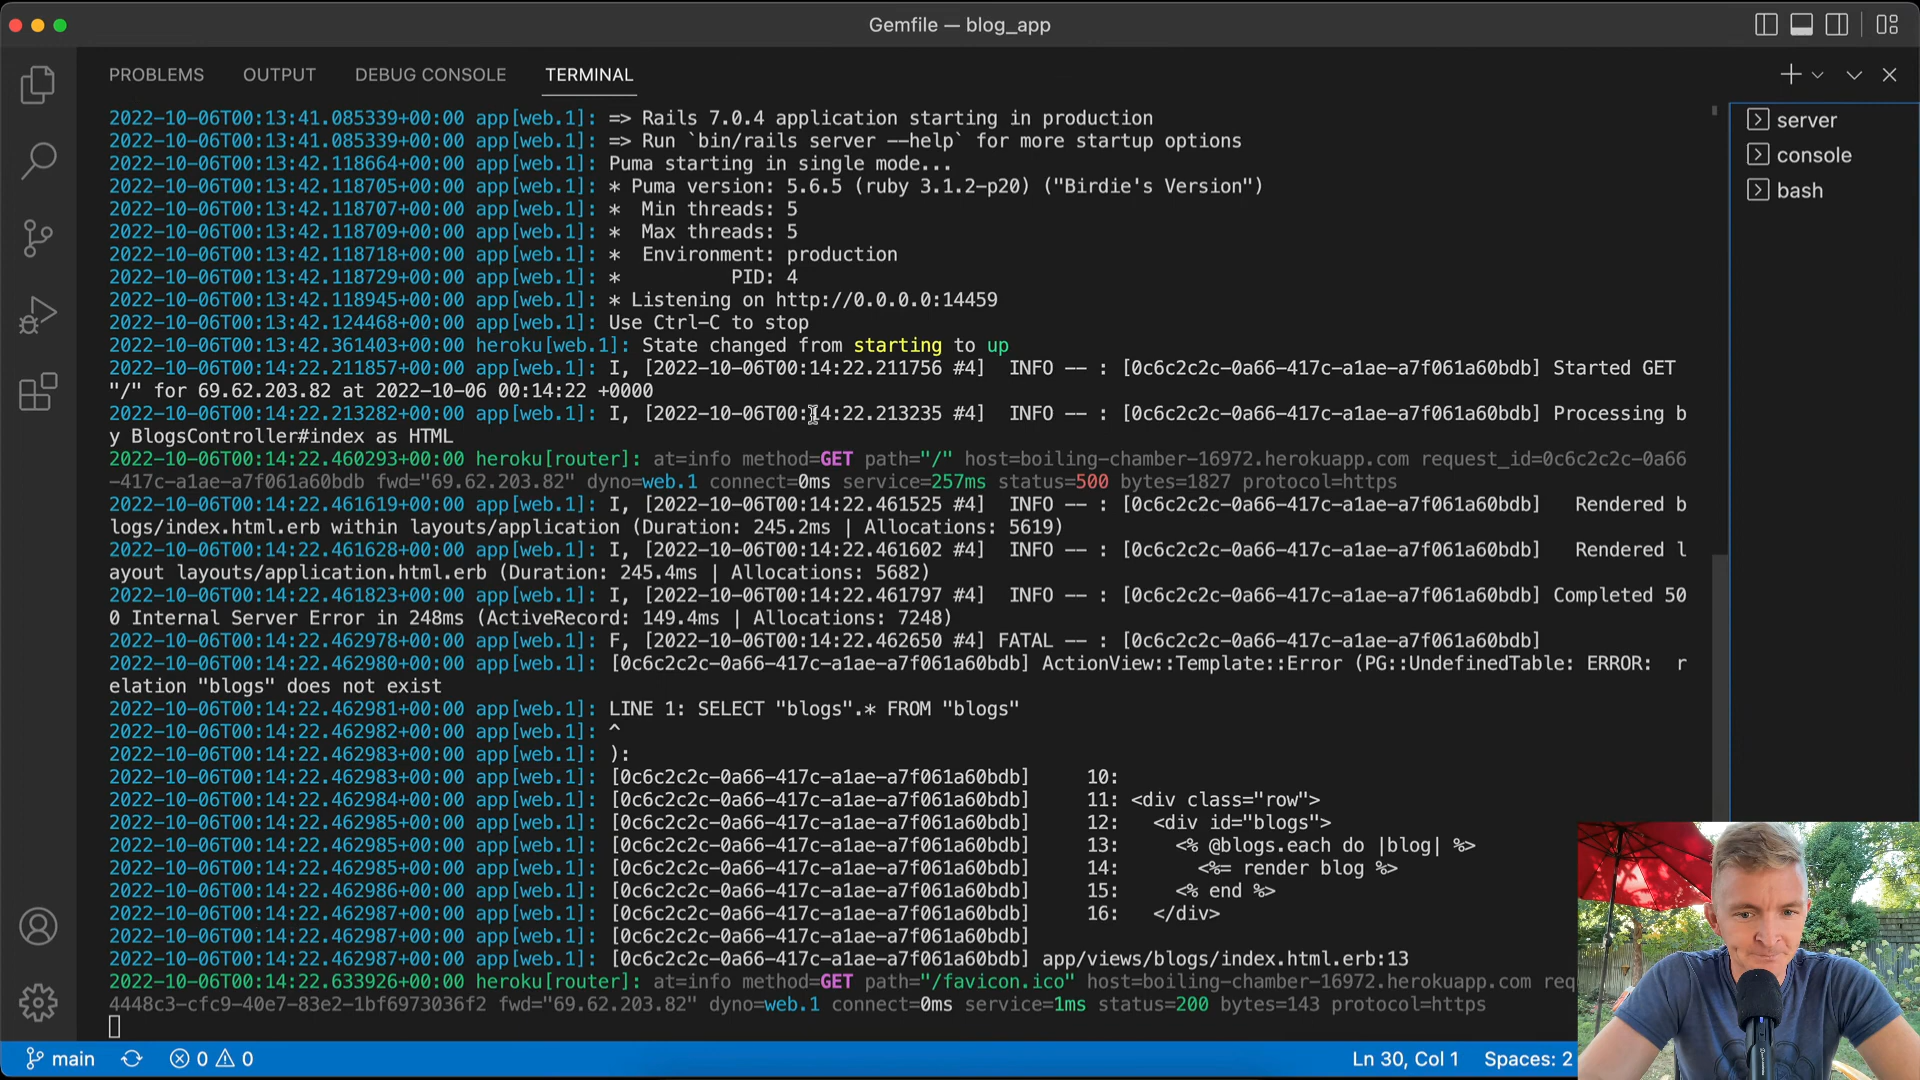 Gemfile — blog_app
PROBLEMS OUTPUT DEBUG CONSOLE TERMINAL
2022-10-06T00:13:41.085339+00:00 app[web.1]: => Rails 7.0.4 application starting in production
2022-10-06T00:13:41.085339+00:00 app[web.1]: => Run `bin/rails server --help` for more startup options
2022-10-06T00:13:42.118664+00:00 app[web.1]: Puma starting in single mode...
2022-10-06T00:13:42.118705+00:00 app[web.1]: * Puma version: 5.6.5 (ruby 3.1.2-p20) ("Birdie's Version")
2022-10-06T00:13:42.118707+00:00 app[web.1]: *  Min threads: 5
2022-10-06T00:13:42.118709+00:00 app[web.1]: *  Max threads: 5
2022-10-06T00:13:42.118718+00:00 app[web.1]: *  Environment: production
2022-10-06T00:13:42.118729+00:00 app[web.1]: *          PID: 4
2022-10-06T00:13:42.118945+00:00 app[web.1]: * Listening on http://0.0.0.0:14459
2022-10-06T00:13:42.124468+00:00 app[web.1]: Use Ctrl-C to stop
2022-10-06T00:13:42.361403+00:00 heroku[web.1]: State changed from starting to up
2022-10-06T00:14:22.211857+00:00 app[web.1]: I, [2022-10-06T00:14:22.211756 #4]  INFO -- : [0c6c2c2c-0a66-417c-a1ae-a7f061a60bdb] Started GET
"/" for 69.62.203.82 at 2022-10-06 00:14:22 +0000
2022-10-06T00:14:22.213282+00:00 app[web.1]: I, [2022-10-06T00:14:22.213235 #4]  INFO -- : [0c6c2c2c-0a66-417c-a1ae-a7f061a60bdb] Processing b
y BlogsController#index as HTML
2022-10-06T00:14:22.460293+00:00 heroku[router]: at=info method=GET path="/" host=boiling-chamber-16972.herokuapp.com request_id=0c6c2c2c-0a66
-417c-a1ae-a7f061a60bdb fwd="69.62.203.82" dyno=web.1 connect=0ms service=257ms status=500 bytes=1827 protocol=https
2022-10-06T00:14:22.461619+00:00 app[web.1]: I, [2022-10-06T00:14:22.461525 #4]  INFO -- : [0c6c2c2c-0a66-417c-a1ae-a7f061a60bdb]   Rendered b
logs/index.html.erb within layouts/application (Duration: 245.2ms | Allocations: 5619)
2022-10-06T00:14:22.461628+00:00 app[web.1]: I, [2022-10-06T00:14:22.461602 #4]  INFO -- : [0c6c2c2c-0a66-417c-a1ae-a7f061a60bdb]   Rendered l
ayout layouts/application.html.erb (Duration: 245.4ms | Allocations: 5682)
2022-10-06T00:14:22.461823+00:00 app[web.1]: I, [2022-10-06T00:14:22.461797 #4]  INFO -- : [0c6c2c2c-0a66-417c-a1ae-a7f061a60bdb] Completed 50
0 Internal Server Error in 248ms (ActiveRecord: 149.4ms | Allocations: 7248)
2022-10-06T00:14:22.462978+00:00 app[web.1]: F, [2022-10-06T00:14:22.462650 #4] FATAL -- : [0c6c2c2c-0a66-417c-a1ae-a7f061a60bdb]
2022-10-06T00:14:22.462980+00:00 app[web.1]: [0c6c2c2c-0a66-417c-a1ae-a7f061a60bdb] ActionView::Template::Error (PG::UndefinedTable: ERROR:  r
elation "blogs" does not exist
2022-10-06T00:14:22.462981+00:00 app[web.1]: LINE 1: SELECT "blogs".* FROM "blogs"
2022-10-06T00:14:22.462982+00:00 app[web.1]: ^
2022-10-06T00:14:22.462983+00:00 app[web.1]: ):
2022-10-06T00:14:22.462983+00:00 app[web.1]: [0c6c2c2c-0a66-417c-a1ae-a7f061a60bdb]     10:
2022-10-06T00:14:22.462984+00:00 app[web.1]: [0c6c2c2c-0a66-417c-a1ae-a7f061a60bdb]     11: <div class="row">
2022-10-06T00:14:22.462985+00:00 app[web.1]: [0c6c2c2c-0a66-417c-a1ae-a7f061a60bdb]     12:   <div id="blogs">
2022-10-06T00:14:22.462985+00:00 app[web.1]: [0c6c2c2c-0a66-417c-a1ae-a7f061a60bdb]     13:     <% @blogs.each do |blog| %>
2022-10-06T00:14:22.462985+00:00 app[web.1]: [0c6c2c2c-0a66-417c-a1ae-a7f061a60bdb]     14:       <%= render blog %>
2022-10-06T00:14:22.462986+00:00 app[web.1]: [0c6c2c2c-0a66-417c-a1ae-a7f061a60bdb]     15:     <% end %>
2022-10-06T00:14:22.462987+00:00 app[web.1]: [0c6c2c2c-0a66-417c-a1ae-a7f061a60bdb]     16:   </div>
2022-10-06T00:14:22.462987+00:00 app[web.1]: [0c6c2c2c-0a66-417c-a1ae-a7f061a60bdb]
2022-10-06T00:14:22.462987+00:00 app[web.1]: [0c6c2c2c-0a66-417c-a1ae-a7f061a60bdb] app/views/blogs/index.html.erb:13
2022-10-06T00:14:22.633926+00:00 heroku[router]: at=info method=GET path="/favicon.ico" host=boiling-chamber-16972.herokuapp.com req
4448c3-cfc9-40e7-83e2-1bf6973036f2 fwd="69.62.203.82" dyno=web.1 connect=0ms service=1ms status=200 bytes=143 protocol=https
server
console
bash
main 0 0 Ln 30, Col 1 Spaces: 2